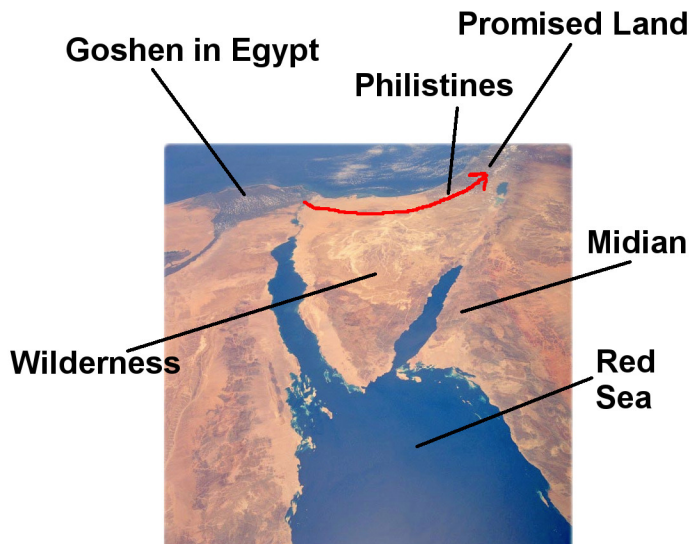 Promised Land
Goshen in Egypt
Philistines
Midian
Wilderness
Red
Sea